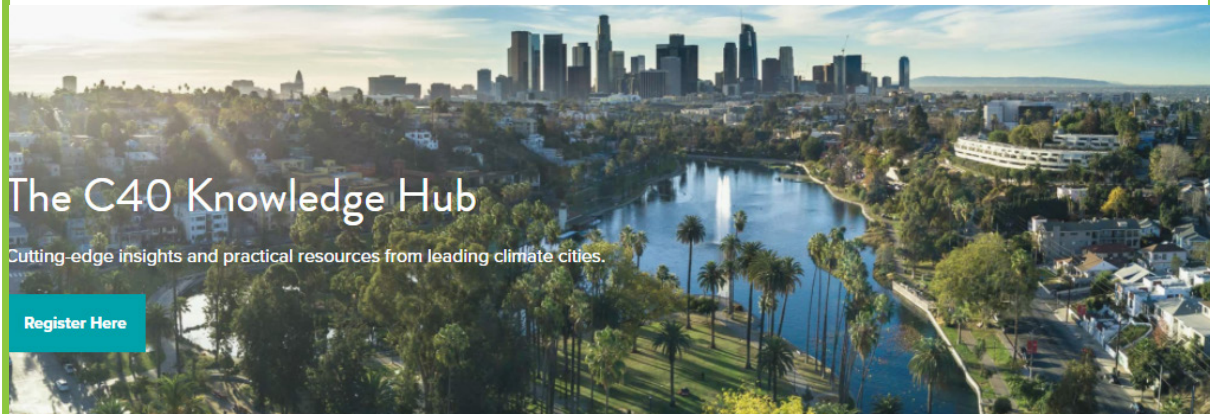 The C40 Knowledge Hub
Cutting-edge insights and practical resources from leading climate cities.
Register Here